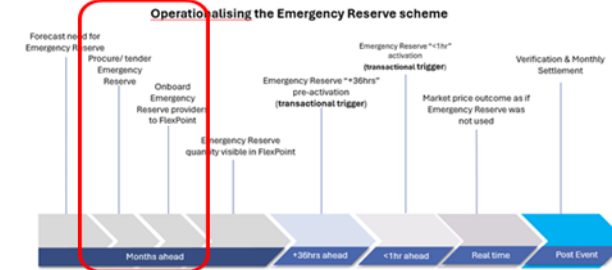 Operationalising the Emergency Reserve scheme
Forecast need for
Emergency Reserve
Procure/ tender
Emergency
Reserve
Onboard
Emergency
Reserve providers
to FlexPoint
Emergency Reserve
quantity visible in FlexPoint
Emergency Reserve "+36hrs"
pre-activation
(transactional trigger)
Emergency Reserve "<1hr"
activation
(transactional trigger)
Market price outcome as if
Emergency Reserve was
not used
Verification & Monthly
Settlement
Months ahead
+36hrs ahead
<1hr ahead
Real time
Post Event